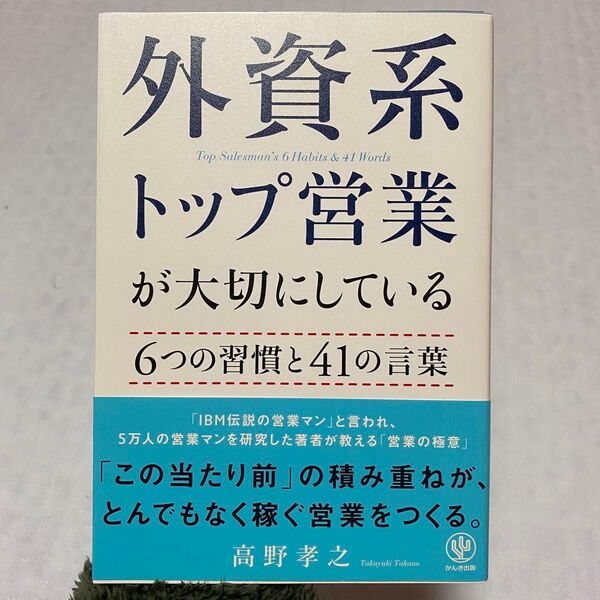 外資系
Top Salesman's 6 Habits & 41 Words
トップ営業
が大切にしている
6つの習慣と41の言葉
「IBM伝説の営業マン」と言われ、
5万人の営業マンを研究した著者が教える「営業の極意」
「この当たり前」の積み重ねが、
とんでもなく稼ぐ営業をつくる。
高野孝之 Takayuki Takano
かんき出版